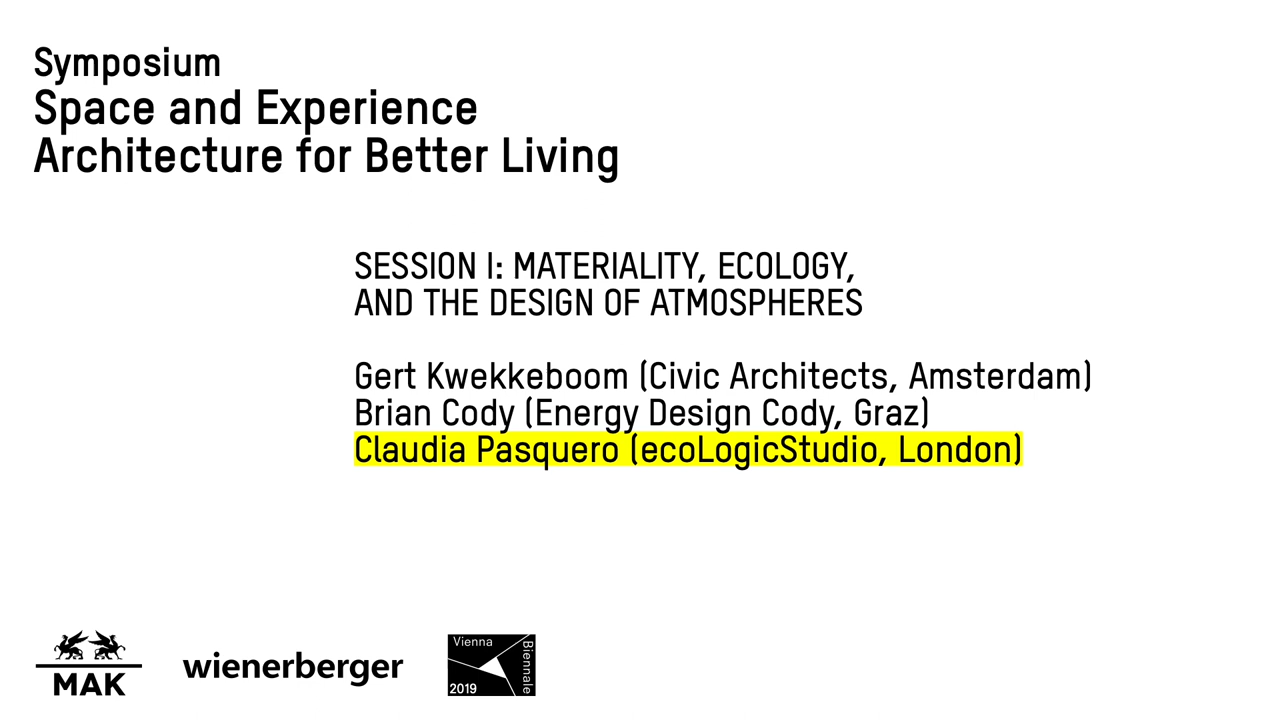 Symposium
Space and Experience
Architecture for Better Living
SESSION I: MATERIALITY, ECOLOGY,
AND THE DESIGN OF ATMOSPHERES
Gert Kwekkeboom (Civic Architects, Amsterdam)
Brian Cody (Energy Design Cody, Graz)
Claudia Pasquero (ecoLogicStudio, London)
MAK
wienerberger
Vienna
Biennale
2019